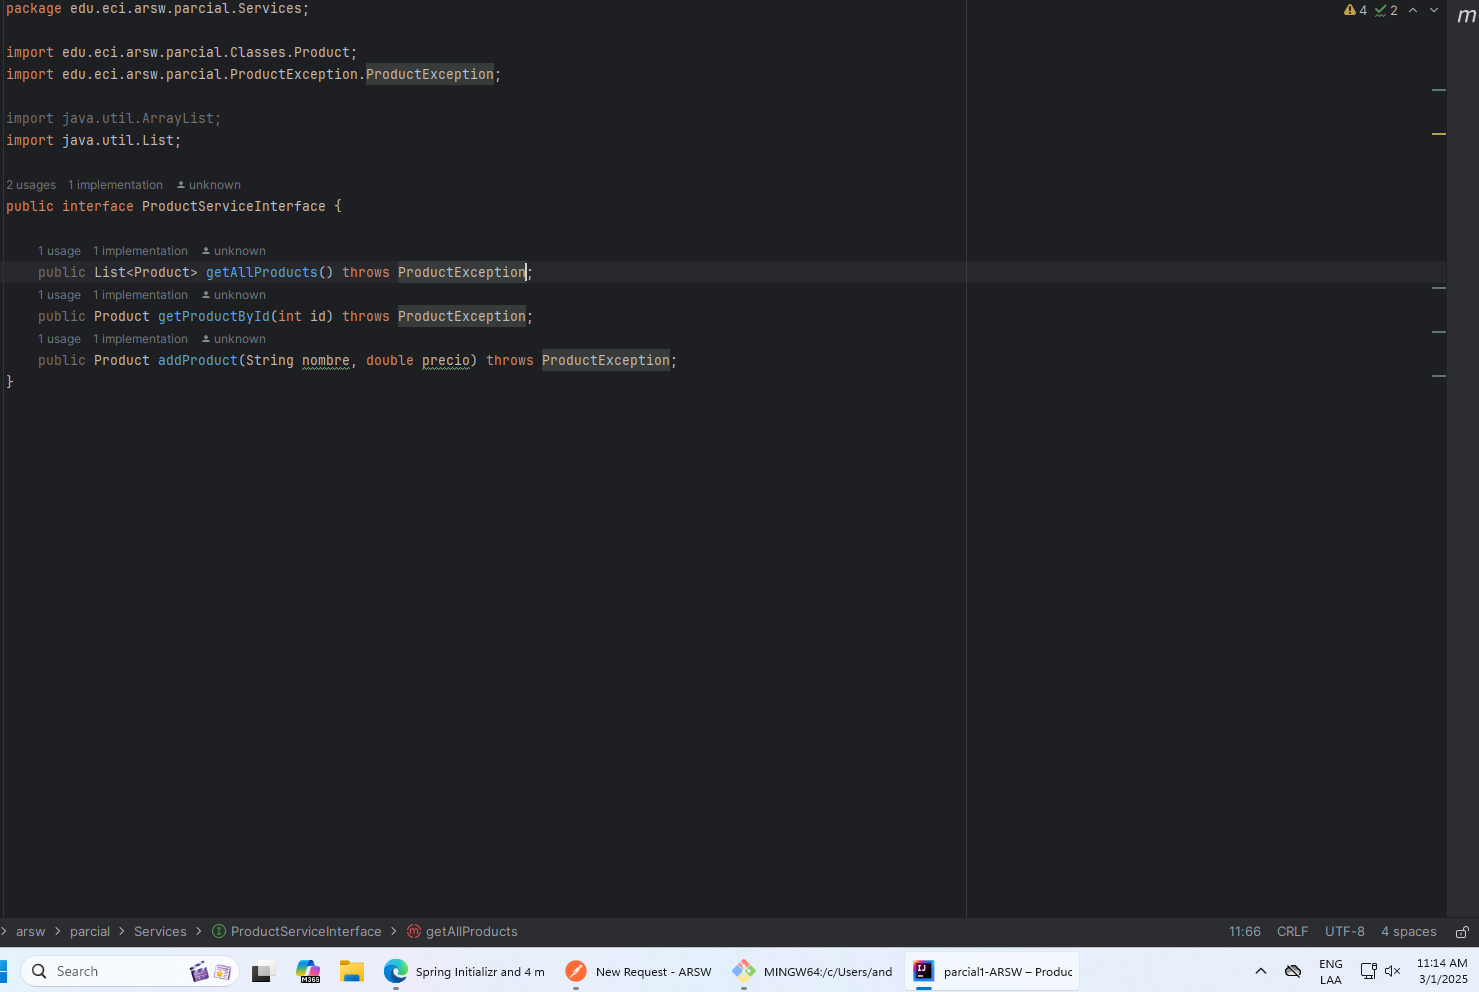 package edu.eci.arsw.parcial.Services;
4 2
m
import edu.eci.arsw.parcial.Classes.Product;
import edu.eci.arsw.parcial.ProductException.ProductException;
import java.util.ArrayList;
import java.util.List;
2 usages 1 implementation unknown
public interface ProductServiceInterface {
1 usage 1 implementation unknown
public List<Product> getAllProducts() throws ProductException;
1 usage 1 implementation unknown
public Product getProductById(int id) throws ProductException;
1 usage 1 implementation unknown
public Product addProduct(String nombre, double precio) throws ProductException;
}
arsw > parcial > Services > ProductServiceInterface > getAllProducts
11:66 CRLF UTF-8 4 spaces
Search
M365
Spring Initializr and 4 m
New Request - ARSW
MINGW64:/c/Users/and
IJ
parcial1-ARSW – Produc
ENG
LAA
11:14 AM
3/1/2025